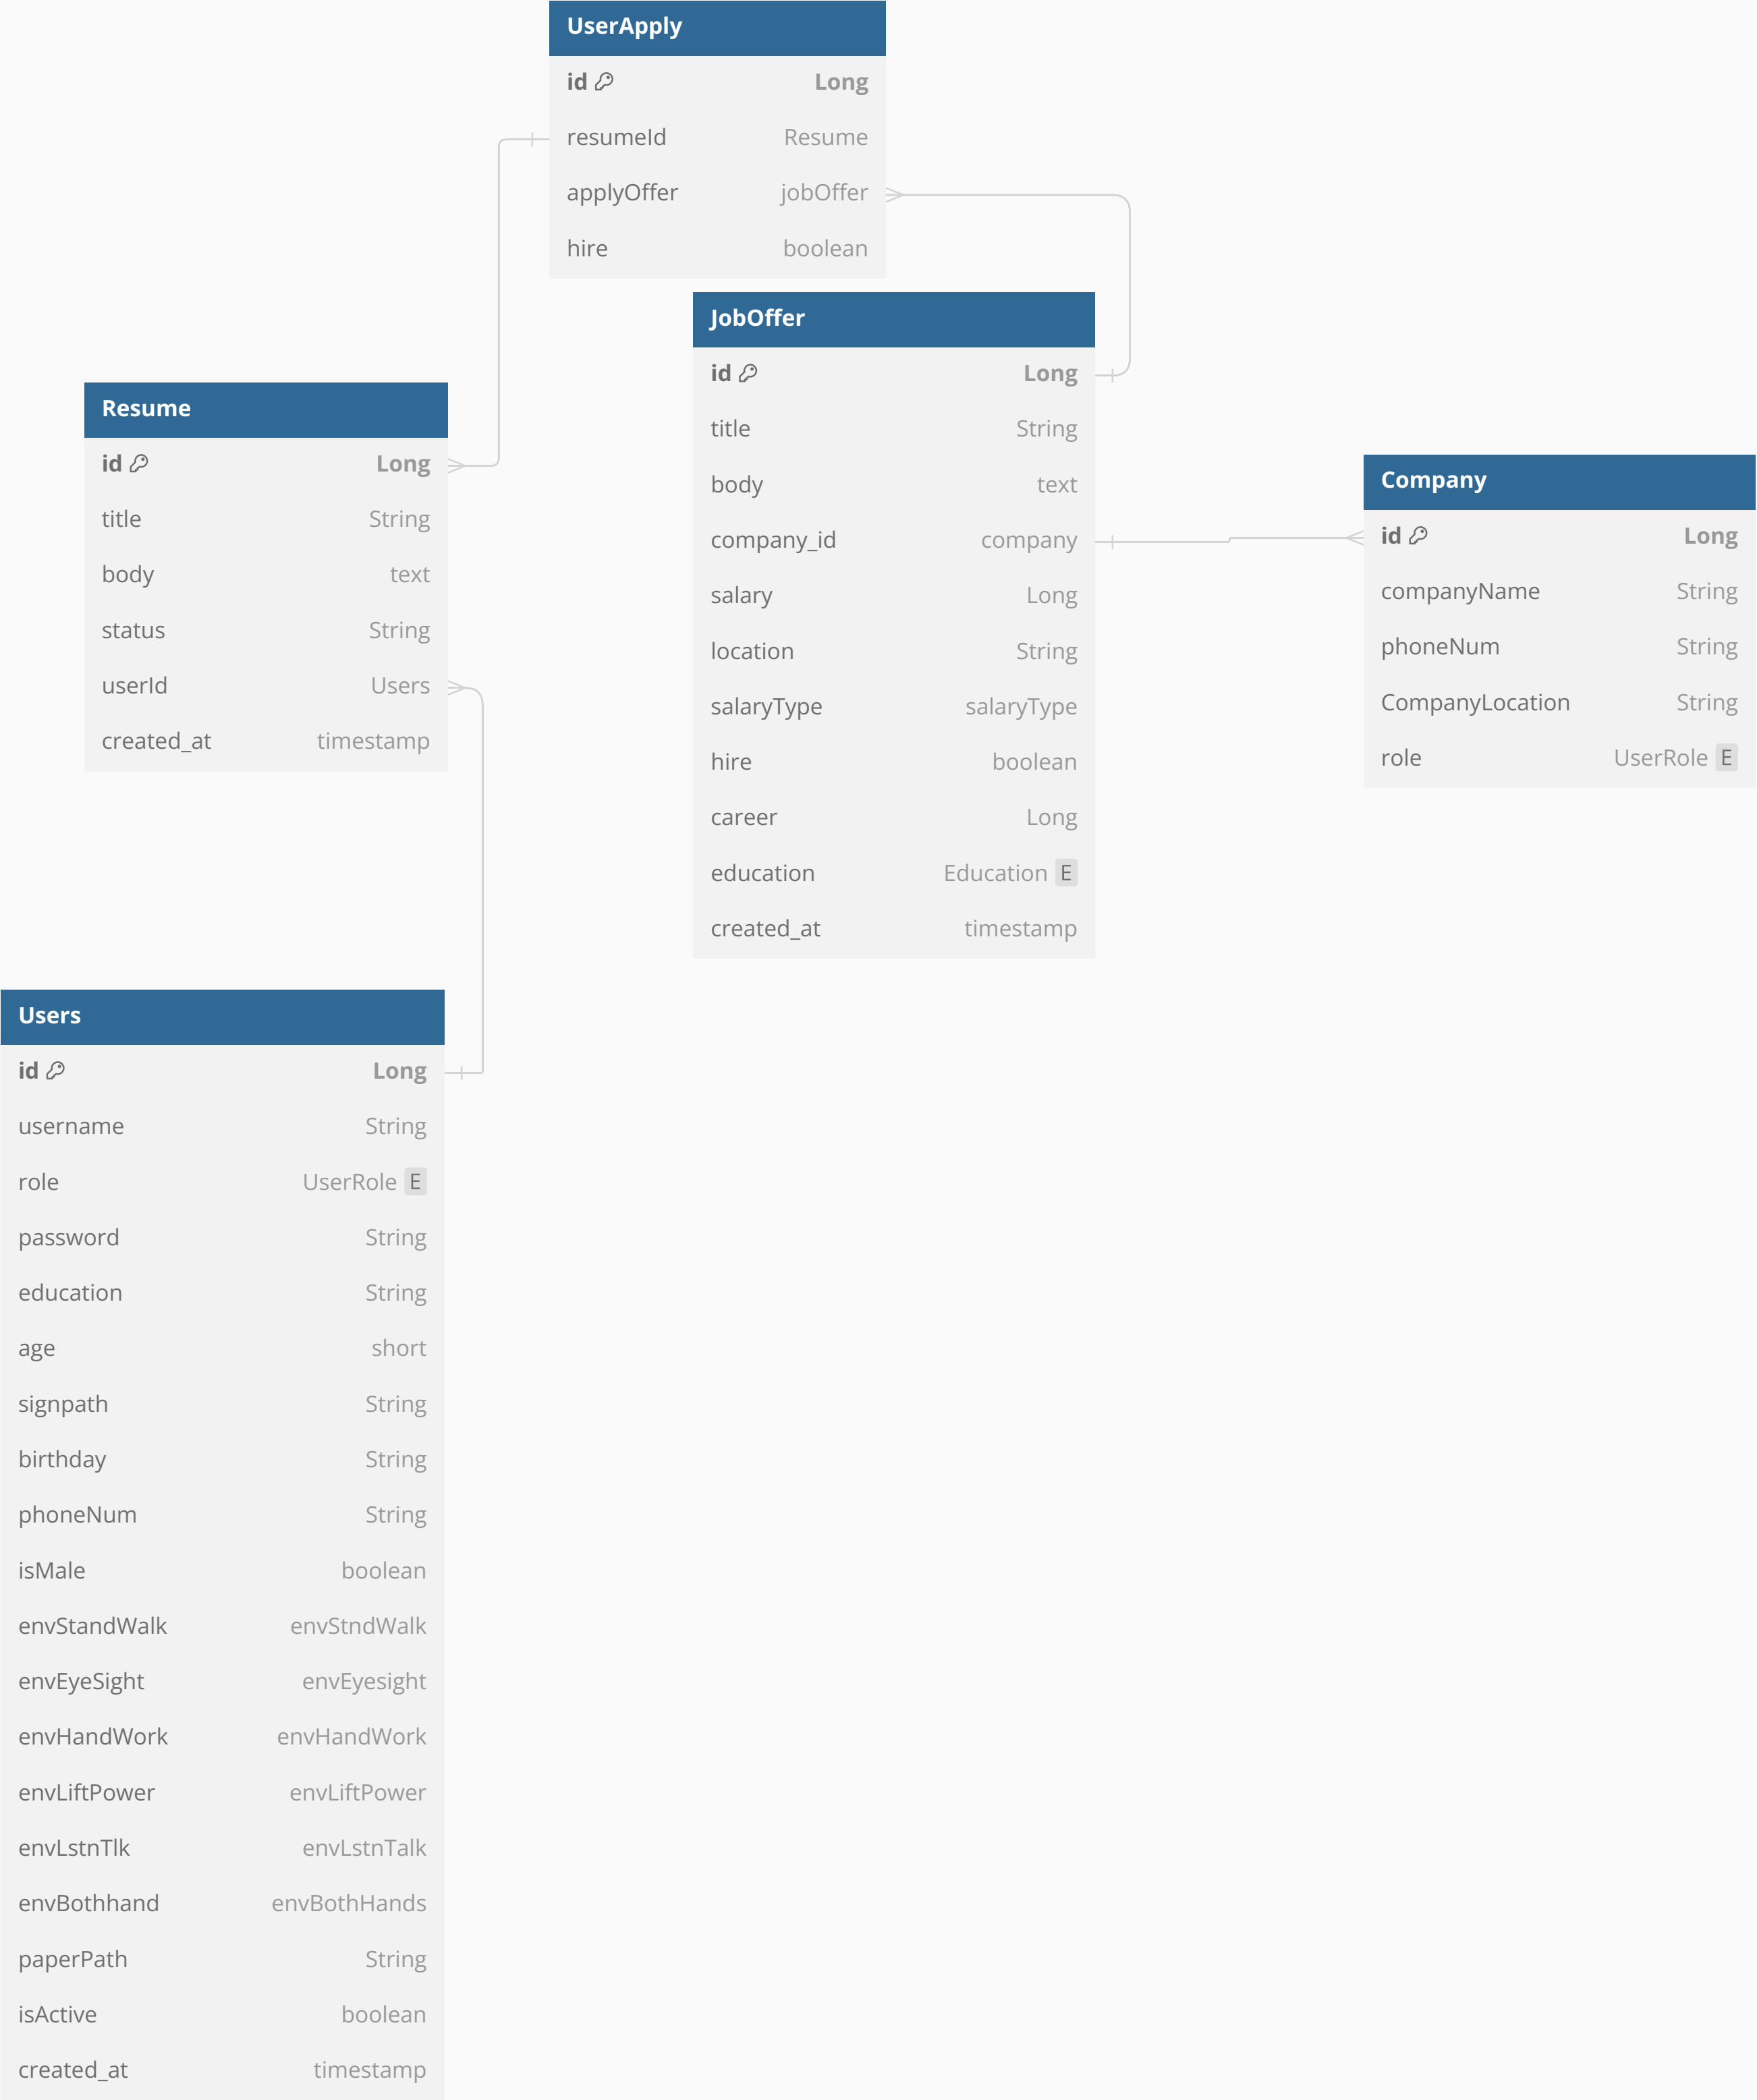 UserApply
id Long
resumeId Resume
applyOffer jobOffer
hire boolean
JobOffer
id Long
title String
body text
company_id company
salary Long
location String
salaryType salaryType
hire boolean
career Long
education Education E
created_at timestamp
Resume
id Long
title String
body text
status String
userId Users
created_at timestamp
Company
id Long
companyName String
phoneNum String
CompanyLocation String
role UserRole E
Users
id Long
username String
role UserRole E
password String
education String
age short
signpath String
birthday String
phoneNum String
isMale boolean
envStandWalk envStndWalk
envEyeSight envEyesight
envHandWork envHandWork
envLiftPower envLiftPower
envLstnTlk envLstnTalk
envBothhand envBothHands
paperPath String
isActive boolean
created_at timestamp